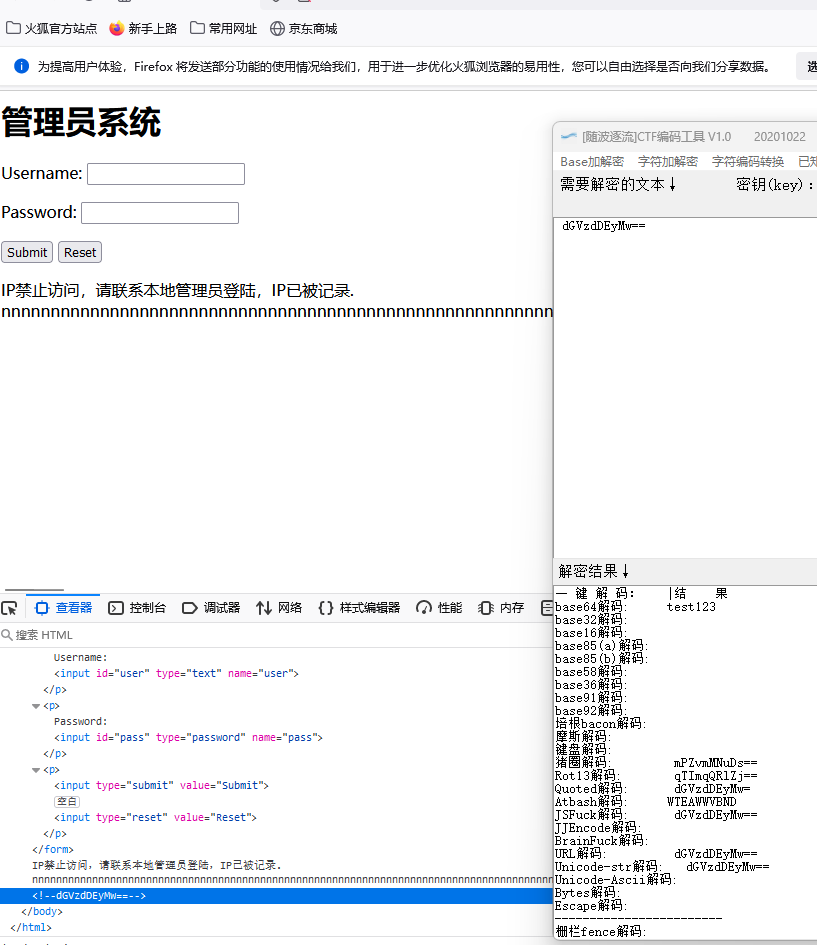 火狐官方站点 新手上路 常用网址 京东商城
为提高用户体验，Firefox 将发送部分功能的使用情况给我们，用于进一步优化火狐浏览器的易用性，您可以自由选择是否向我们分享数据。
管理员系统
Username:
Password:
Submit Reset
IP禁止访问，请联系本地管理员登陆，IP已被记录.
查看器 控制台 调试器 网络 样式编辑器 性能 内存
搜索 HTML
Username:
<input id="user" type="text" name="user">
</p>
<p>
Password:
<input id="pass" type="password" name="pass">
</p>
<p>
<input type="submit" value="Submit">
空白
<input type="reset" value="Reset">
</p>
</form>
IP禁止访问，请联系本地管理员登陆，IP已被记录.
<!--dGVzdDEyMw==-->
</body>
</html>
[随波逐流]CTF编码工具 V1.0 20201022
Base加解密 字符加解密 字符编码转换 已知
需要解密的文本↓ 密钥(key)：
dGVzdDEyMw==
解密结果↓
一 键 解 码： |结 果
base64解码: test123
base32解码:
base16解码:
base85(a)解码:
base85(b)解码:
base58解码:
base36解码:
base91解码:
base92解码:
培根bacon解码:
摩斯解码:
键盘解码:
猪圈解码: mPZvmMNuDs==
Rot13解码: qTImqQRlZj==
Quoted解码: dGVzdDEyMw=
Atbash解码: WTEAWWVBND
JSFuck解码: dGVzdDEyMw==
JJEncode解码:
BrainFuck解码:
URL解码: dGVzdDEyMw==
Unicode-str解码: dGVzdDEyMw==
Unicode-Ascii解码:
Bytes解码:
Escape解码:
------------------------
栅栏fence解码: